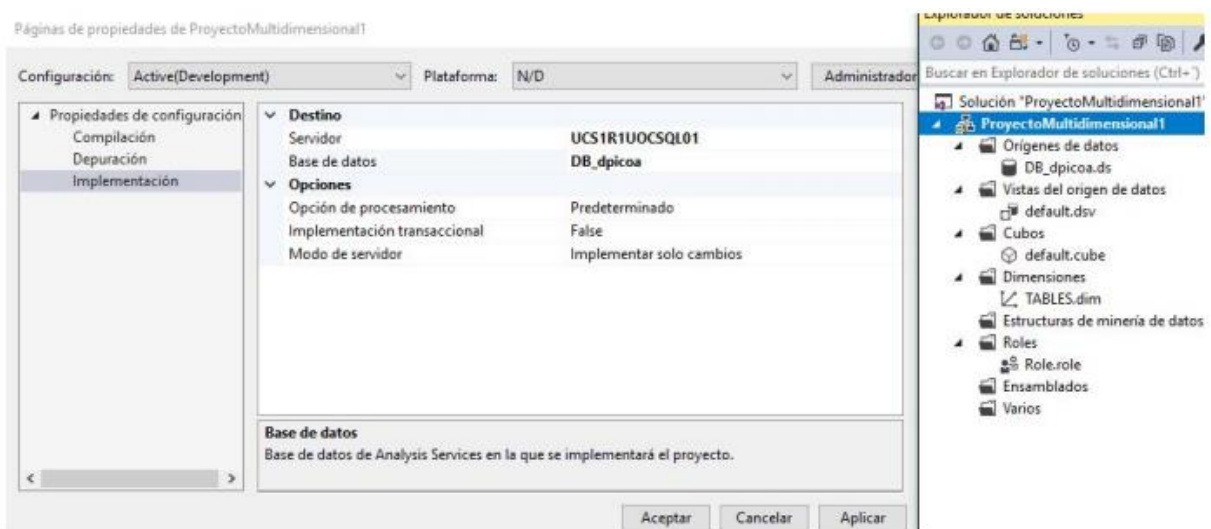 Páginas de propiedades de ProyectoMultidimensional1
Configuración: Active(Development) Plataforma: N/D Administrador
Propiedades de configuración
Compilación
Depuración
Implementación
Destino
Servidor UCS1R1UOCSQL01
Base de datos DB_dpicoa
Opciones
Opción de procesamiento Predeterminado
Implementación transaccional False
Modo de servidor Implementar solo cambios
Base de datos
Base de datos de Analysis Services en la que se implementará el proyecto.
Aceptar Cancelar Aplicar
Explorador de soluciones
Buscar en Explorador de soluciones (Ctrl+´)
Solución "ProyectoMultidimensional1"
ProyectoMultidimensional1
Orígenes de datos
DB_dpicoa.ds
Vistas del origen de datos
default.dsv
Cubos
default.cube
Dimensiones
TABLES.dim
Estructuras de minería de datos
Roles
Role.role
Ensamblados
Varios